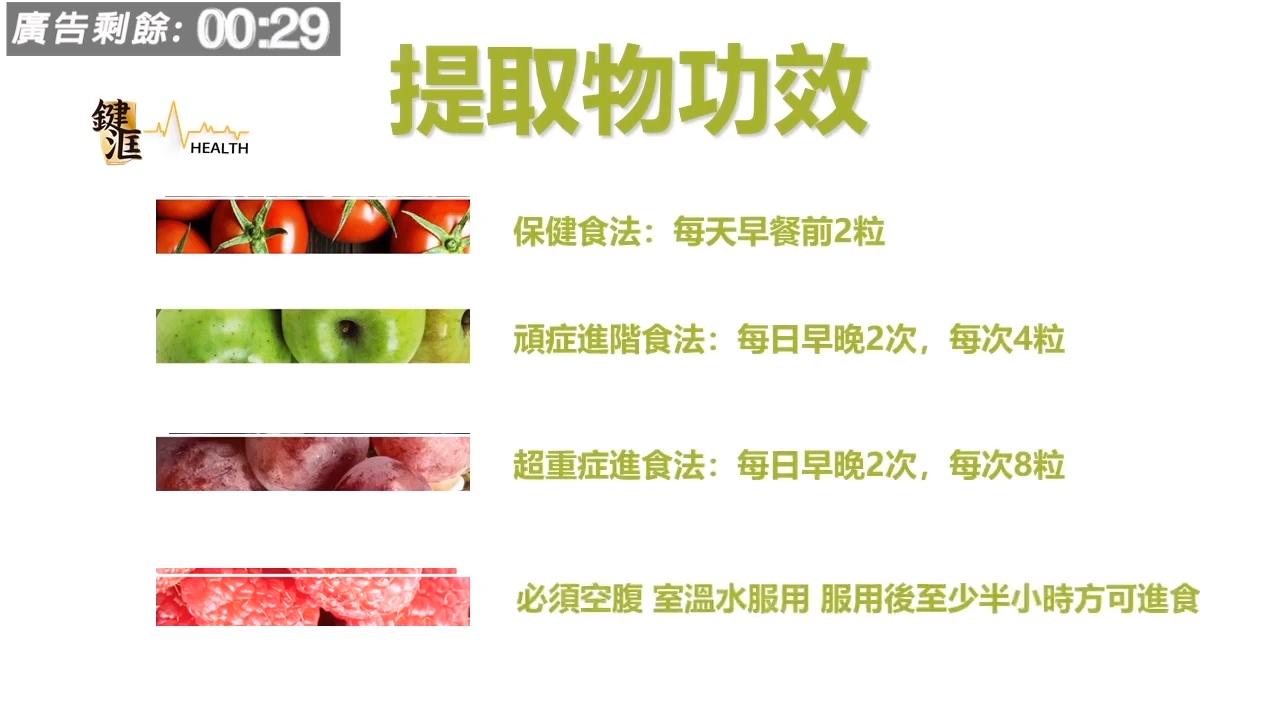 廣告剩餘: 00:29
提取物功效
鍵滙
HEALTH
保健食法：每天早餐前2粒
頑症進階食法：每日早晚2次，每次4粒
超重症進食法：每日早晚2次，每次8粒
必須空腹 室溫水服用 服用後至少半小時方可進食